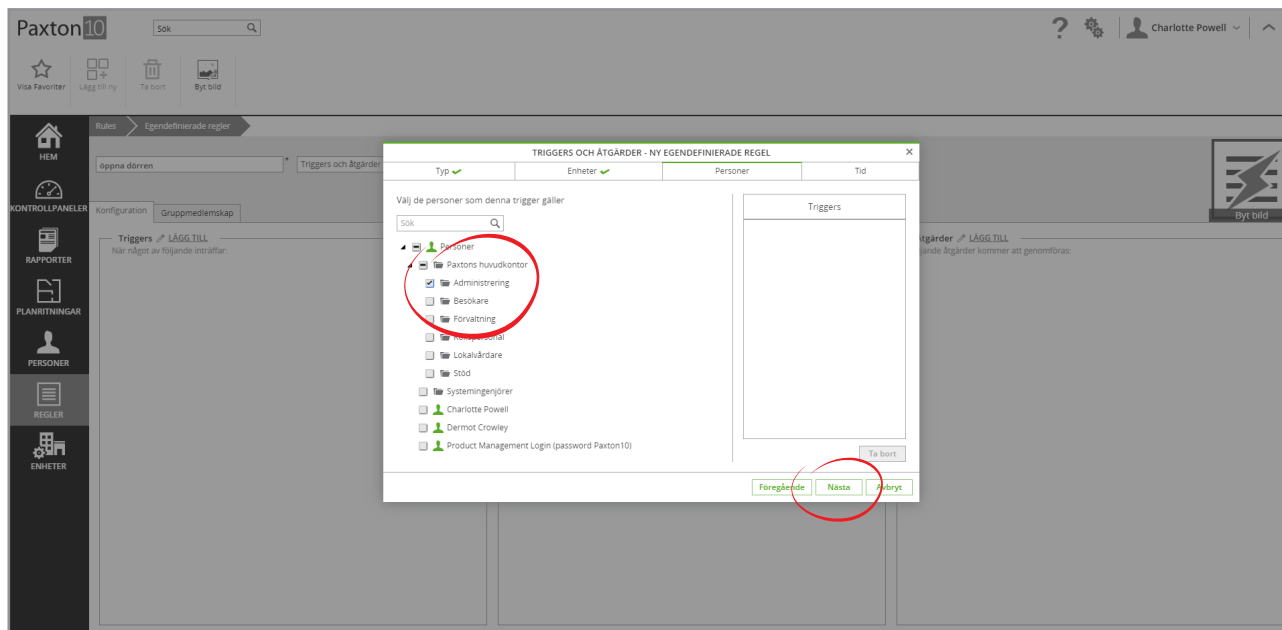 Paxton10
Sök
Charlotte Powell
Visa Favoriter
Lägg till ny
Ta bort
Byt bild
HEM
KONTROLLPANELER
RAPPORTER
PLANRITNINGAR
PERSONER
REGLER
ENHETER
Rules
Egendefinierade regler
öppna dörren
*
Triggers och åtgärder
Konfiguration
Gruppmedlemskap
Triggers LÄGG TILL
När något av följande inträffar:
tgärder LÄGG TILL
jande åtgärder kommer att genomföras:
Byt bild
TRIGGERS OCH ÅTGÄRDER - NY EGENDEFINIERADE REGEL
Typ
Enheter
Personer
Tid
Välj de personer som denna trigger gäller
Sök
Personer
Paxtons huvudkontor
Administrering
Besökare
Förvaltning
Lokalvårdare
Stöd
Systemingenjörer
Charlotte Powell
Dermot Crowley
Product Management Login (password Paxton10)
Triggers
Ta bort
Föregående
Nästa
Avbryt